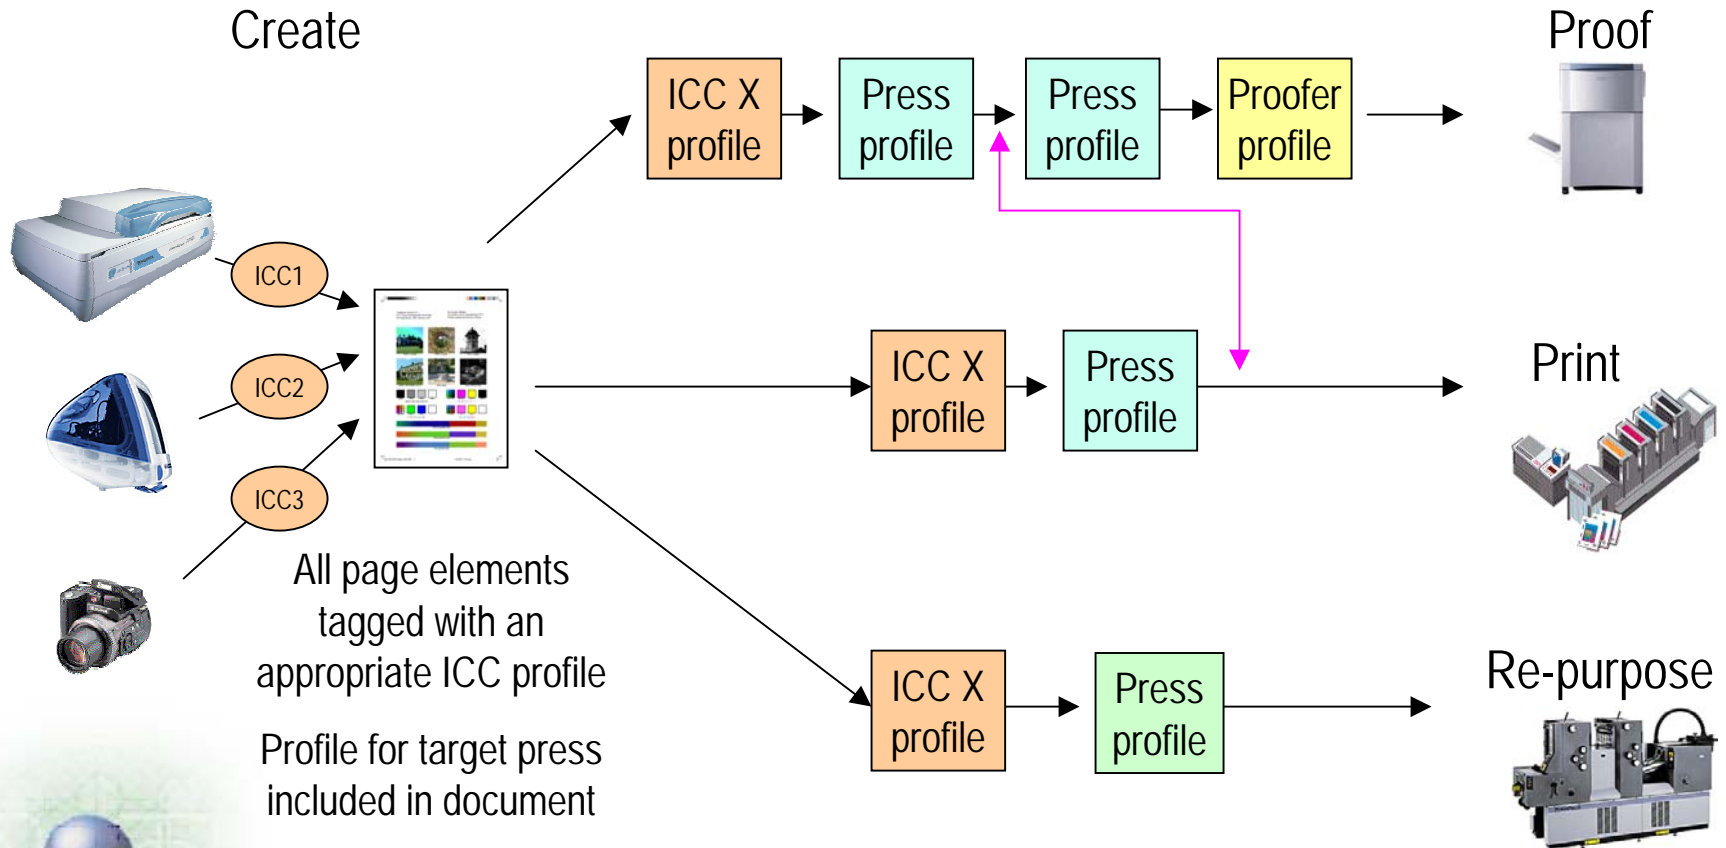 Create
Proof
ICC X
profile
Press
profile
Press
profile
Proofer
profile
ICC1
ICC2
ICC3
ICC X
profile
Press
profile
Print
All page elements
tagged with an
appropriate ICC profile
Profile for target press
included in document
ICC X
profile
Press
profile
Re-purpose